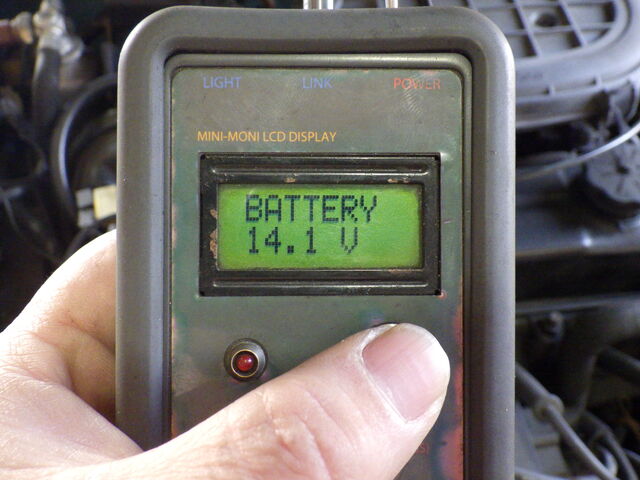 LIGHT LINK POWER
MINI-MONI LCD DISPLAY
BATTERY
14.1 V